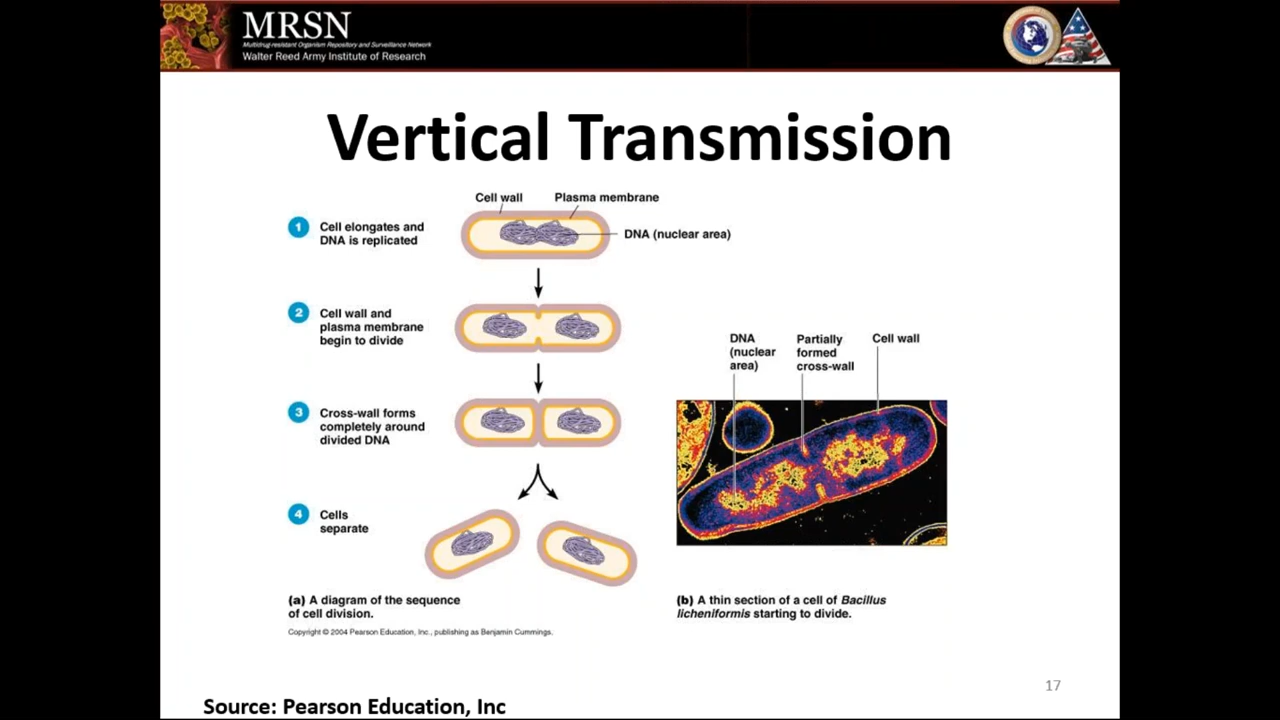 MRSN
Multidrug-resistant Organism Repository and Surveillance Network
Walter Reed Army Institute of Research
Vertical Transmission
Cell wall
Plasma membrane
1
Cell elongates and
DNA is replicated
DNA (nuclear area)
2
Cell wall and
plasma membrane
begin to divide
3
Cross-wall forms
completely around
divided DNA
4
Cells
separate
(a) A diagram of the sequence
of cell division.
Copyright © 2004 Pearson Education, Inc., publishing as Benjamin Cummings.
DNA
(nuclear
area)
Partially
formed
cross-wall
Cell wall
(b) A thin section of a cell of Bacillus
licheniformis starting to divide.
17
Source: Pearson Education, Inc